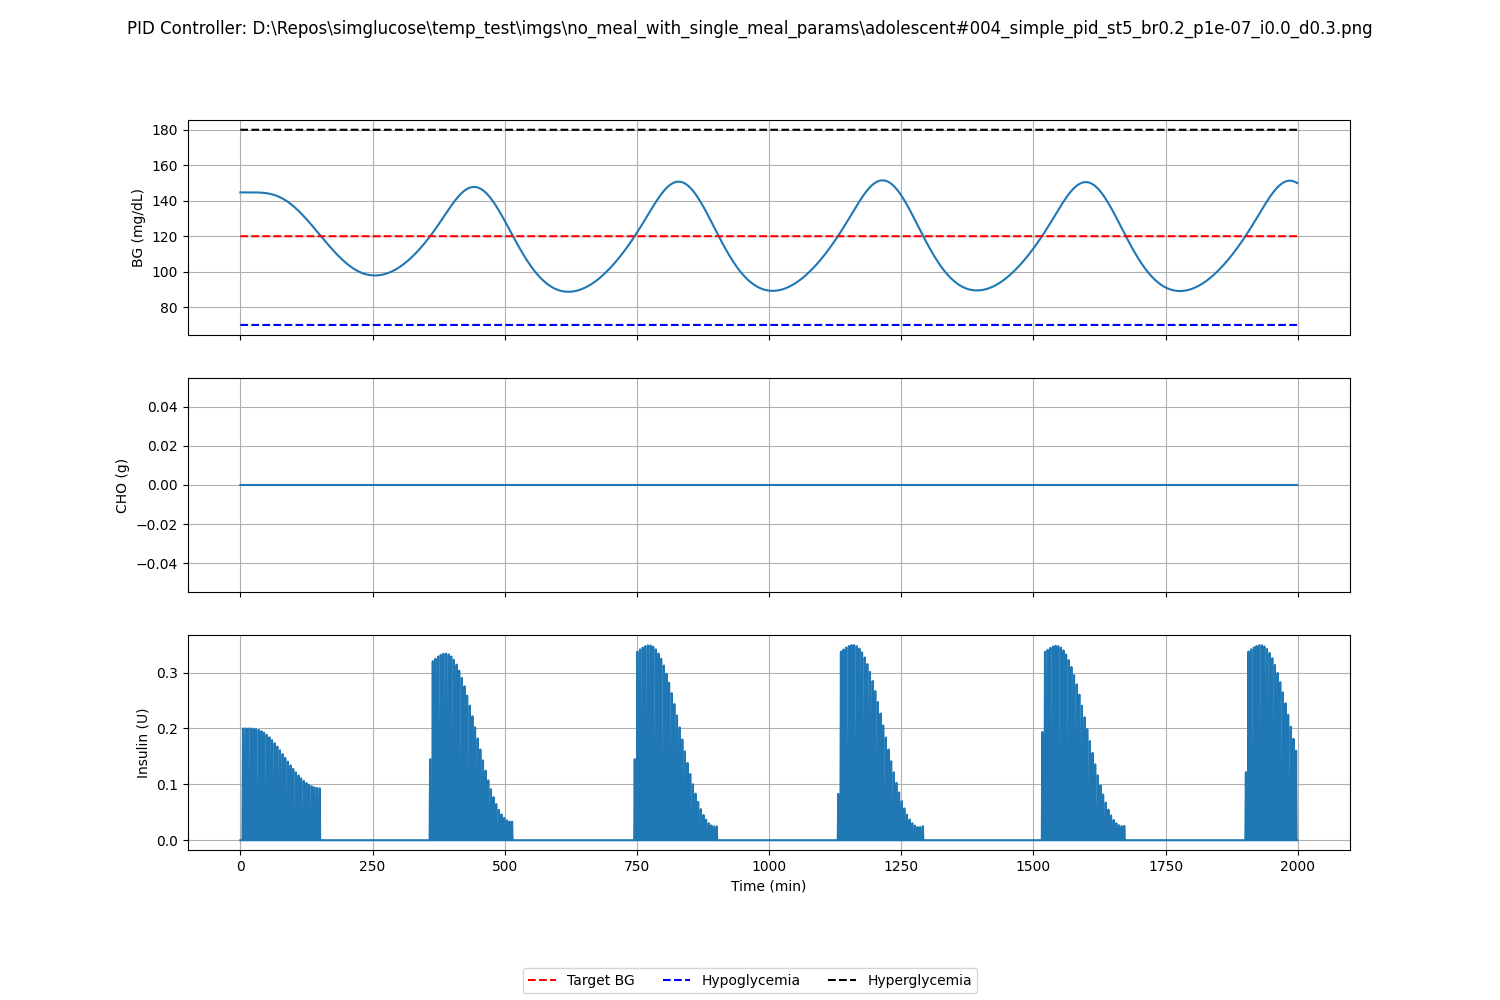 PID Controller: D:\Repos\simglucose\temp_test\imgs\no_meal_with_single_meal_params\adolescent#004_simple_pid_st5_br0.2_p1e-07_i0.0_d0.3.png
180
160
140
120
100
80
BG (mg/dL)
0.04
0.02
0.00
−0.02
−0.04
CHO (g)
0.3
0.2
0.1
0.0
Insulin (U)
0 250 500 750 1000 1250 1500 1750 2000
Time (min)
Target BG Hypoglycemia Hyperglycemia